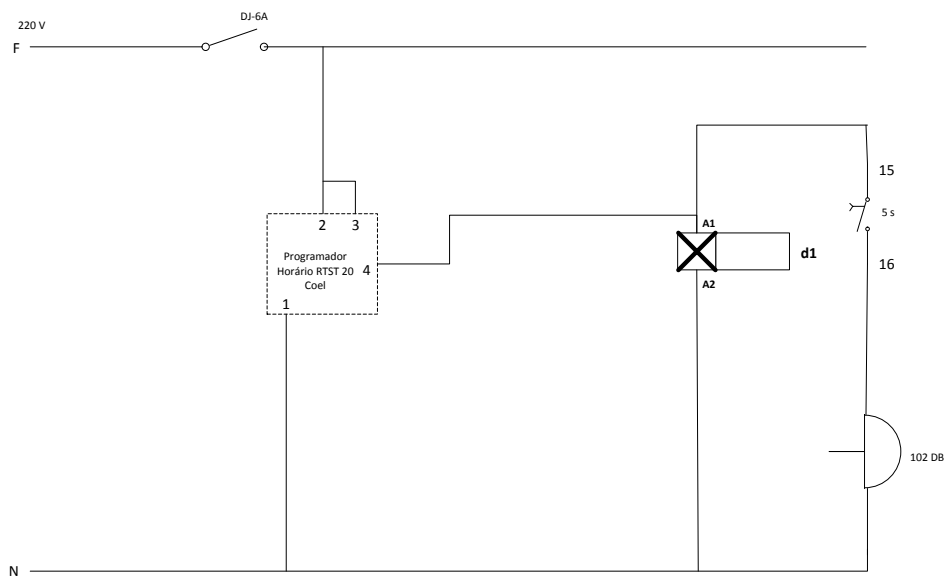 220 V
DJ-6A
F
15
5 s
16
A1
d1
A2
2 3
Programador
Horário RTST 20
Coel
4
1
102 DB
N